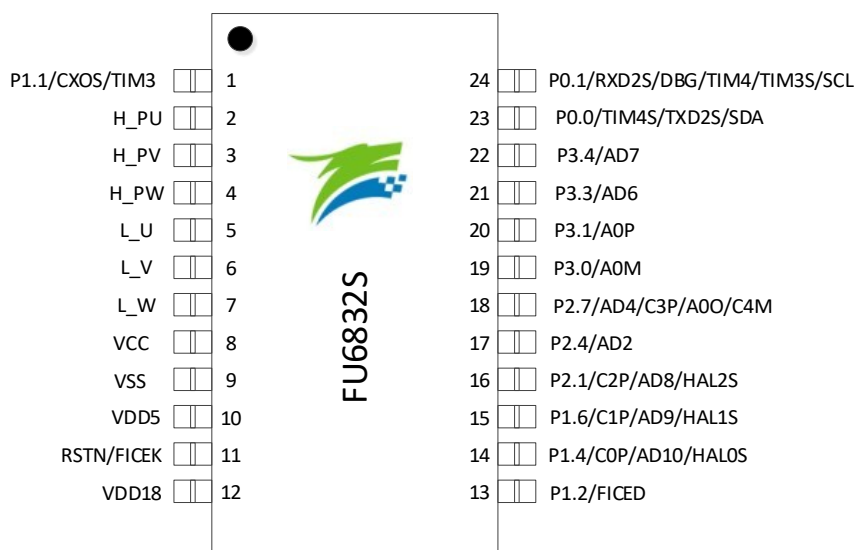 P1.1/CXOS/TIM3 1 24 P0.1/RXD2S/DBG/TIM4/TIM3S/SCL
H_PU 2 23 P0.0/TIM4S/TXD2S/SDA
H_PV 3 22 P3.4/AD7
H_PW 4 21 P3.3/AD6
L_U 5 20 P3.1/A0P
L_V 6 19 P3.0/A0M
L_W 7 18 P2.7/AD4/C3P/A0O/C4M
VCC 8 17 P2.4/AD2
VSS 9 16 P2.1/C2P/AD8/HAL2S
VDD5 10 15 P1.6/C1P/AD9/HAL1S
RSTN/FICEK 11 14 P1.4/C0P/AD10/HAL0S
VDD18 12 13 P1.2/FICED
FU6832S